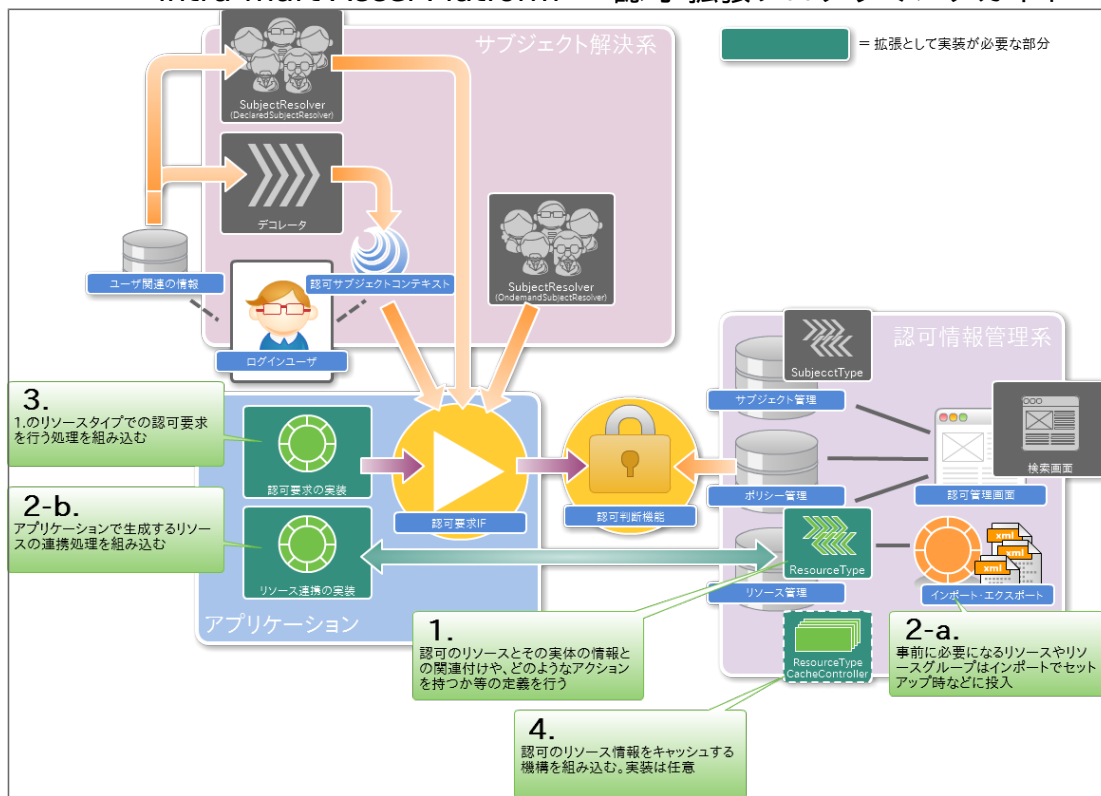 サブジェクト解決系
= 拡張として実装が必要な部分
SubjectResolver
(DeclaredSubjectResolver)
デコレータ
SubjectResolver
(OndemandSubjectResolver)
ユーザ関連の情報
認可サブジェクトコンテキスト
ログインユーザ
認可情報管理系
SubjecctType
サブジェクト管理
検索画面
ポリシー管理
認可管理画面
3.
1.のリソースタイプでの認可要求
を行う処理を組み込む
認可要求の実装
認可要求IF
認可判断機能
2-b.
アプリケーションで生成するリソー
スの連携処理を組み込む
リソース連携の実装
ResourceType
リソース管理
xml
xml
xml
インポート・エクスポート
アプリケーション
1.
認可のリソースとその実体の情報と
の関連付けや、どのようなアクション
を持つか等の定義を行う
ResourceType
CacheController
2-a.
事前に必要になるリソースやリ
ソースグループはインポートでセット
アップ時などに投入
4.
認可のリソース情報をキャッシュする
機構を組み込む。実装は任意